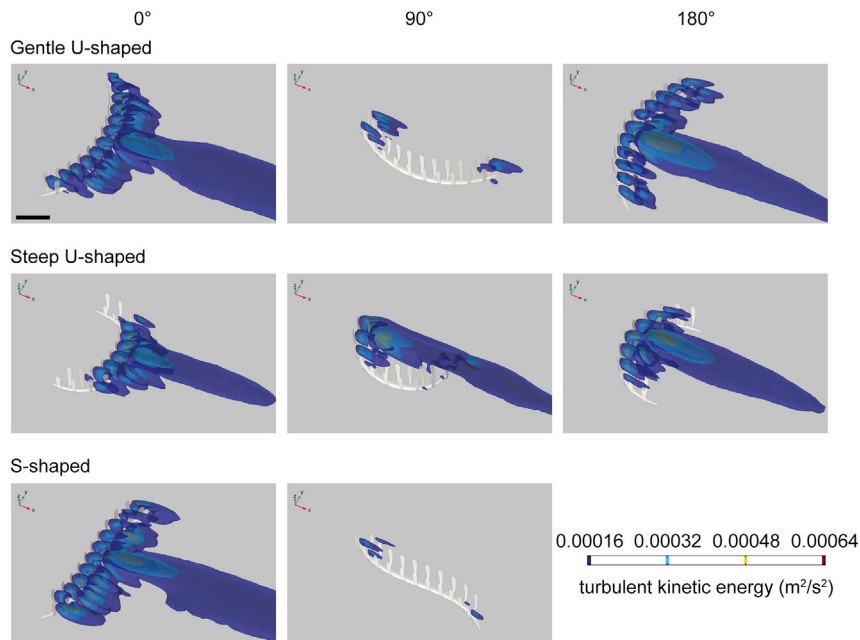 0° 90° 180°
Gentle U-shaped
Steep U-shaped
S-shaped
0.00016 0.00032 0.00048 0.00064
turbulent kinetic energy (m²/s²)